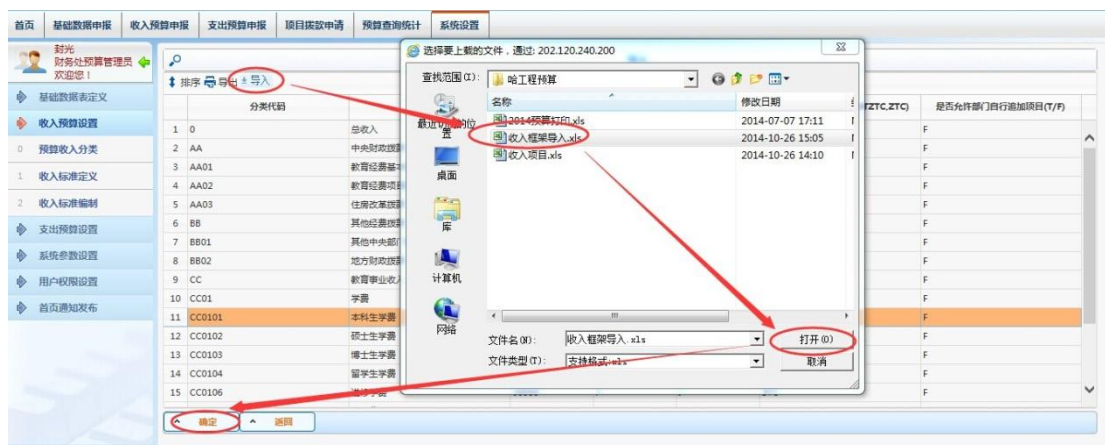 首页 基础数据申报 收入预算申报 支出预算申报 项目拨款申请 预算查询统计 系统设置
封光
财务处预算管理员
欢迎您！
基础数据表定义
收入预算设置
0 预算收入分类
1 收入标准定义
2 收入标准编制
支出预算设置
系统参数设置
用户权限设置
首页通知发布
排序 导出 导入
分类代码
TZTC,ZTC) 是否允许部门自行追加项目(T/F)
1 0 总收入 F
2 AA 中央财政拨 F
3 AA01 教育经费基本 F
4 AA02 教育经费项 F
5 AA03 住房改革拨 F
6 BB 其他经费拨 F
7 BB01 其他中央部 F
8 BB02 地方财政拨 F
9 CC 教育事业收 F
10 CC01 学费 F
11 CC0101 本科生学费 F
12 CC0102 硕士生学费 F
13 CC0103 博士生学费 F
14 CC0104 留学生学费 F
15 CC0106 F
确定 返回
选择要上载的文件，通过: 202.120.240.200
查找范围(I): 哈工程预算
最近访问的位置
桌面
库
计算机
网络
名称 修改日期
2014预算打印.xls 2014-07-07 17:11
收入框架导入.xls 2014-10-26 15:05
收入项目.xls 2014-10-26 14:10
文件名(N): 收入框架导入.xls 打开(O)
文件类型(T): 支持格式:xls 取消